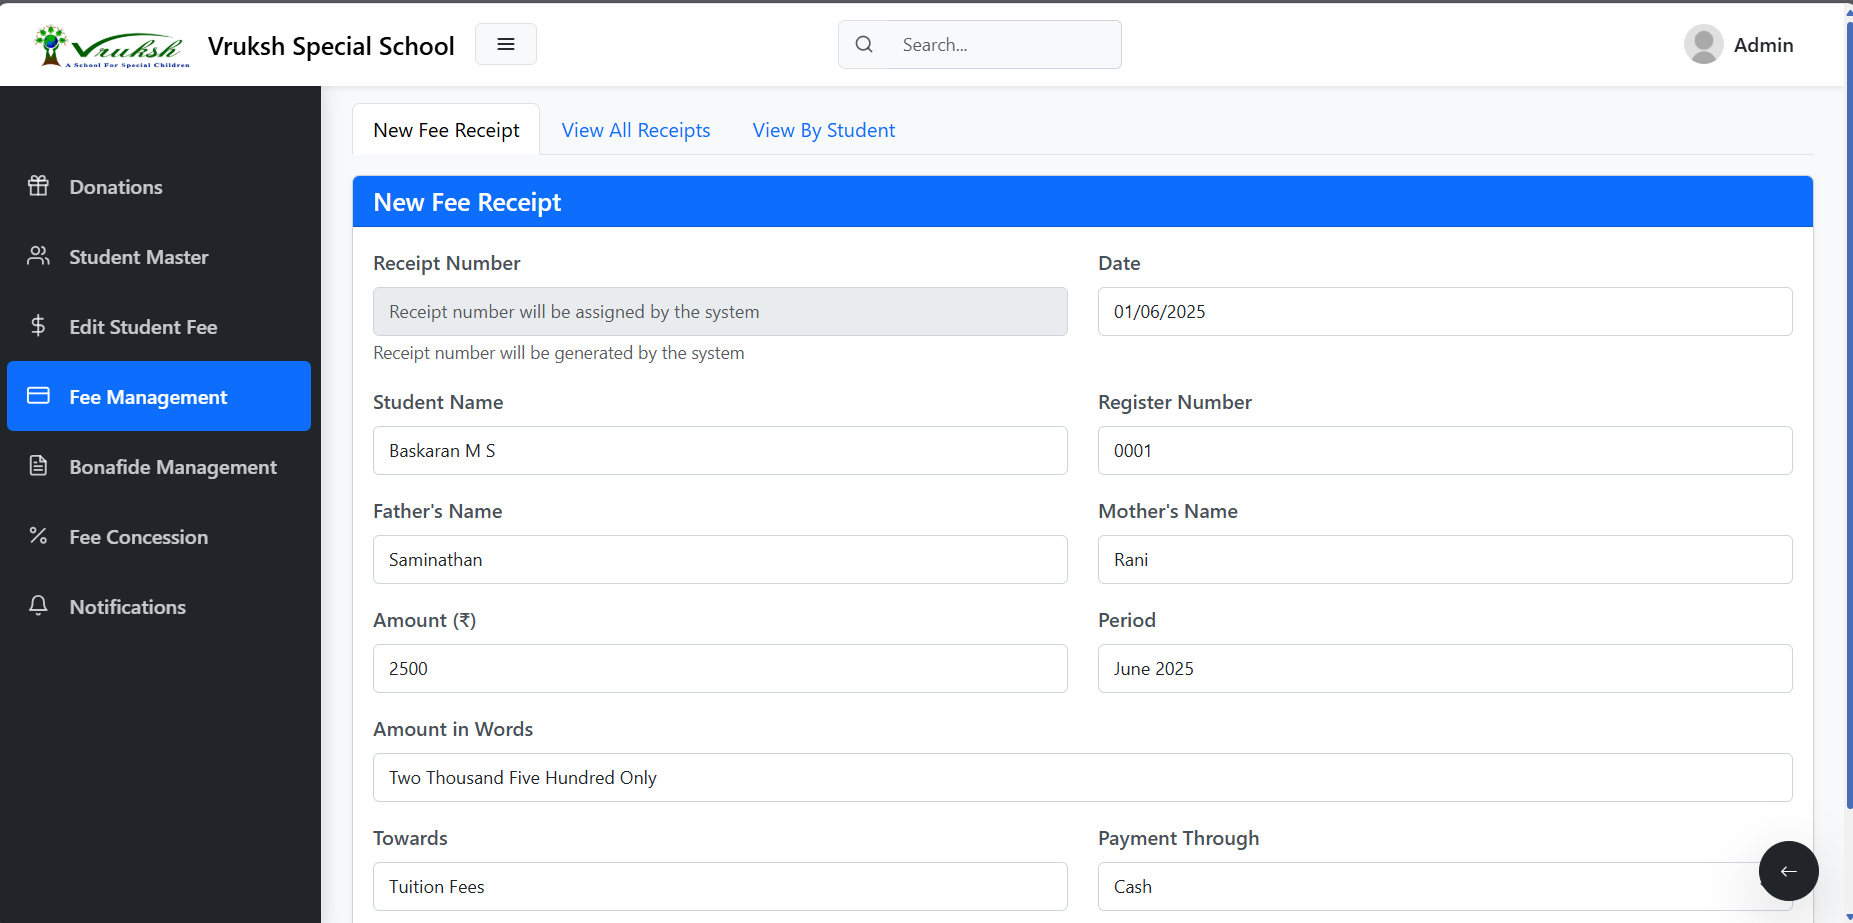 Vruksh
A School For Special Children
Vruksh Special School
Search...
Admin
Donations
Student Master
Edit Student Fee
Fee Management
Bonafide Management
Fee Concession
Notifications
New Fee Receipt
View All Receipts
View By Student
New Fee Receipt
Receipt Number
Date
Receipt number will be assigned by the system
01/06/2025
Receipt number will be generated by the system
Student Name
Register Number
Baskaran M S
0001
Father's Name
Mother's Name
Saminathan
Rani
Amount (₹)
Period
2500
June 2025
Amount in Words
Two Thousand Five Hundred Only
Towards
Payment Through
Tuition Fees
Cash